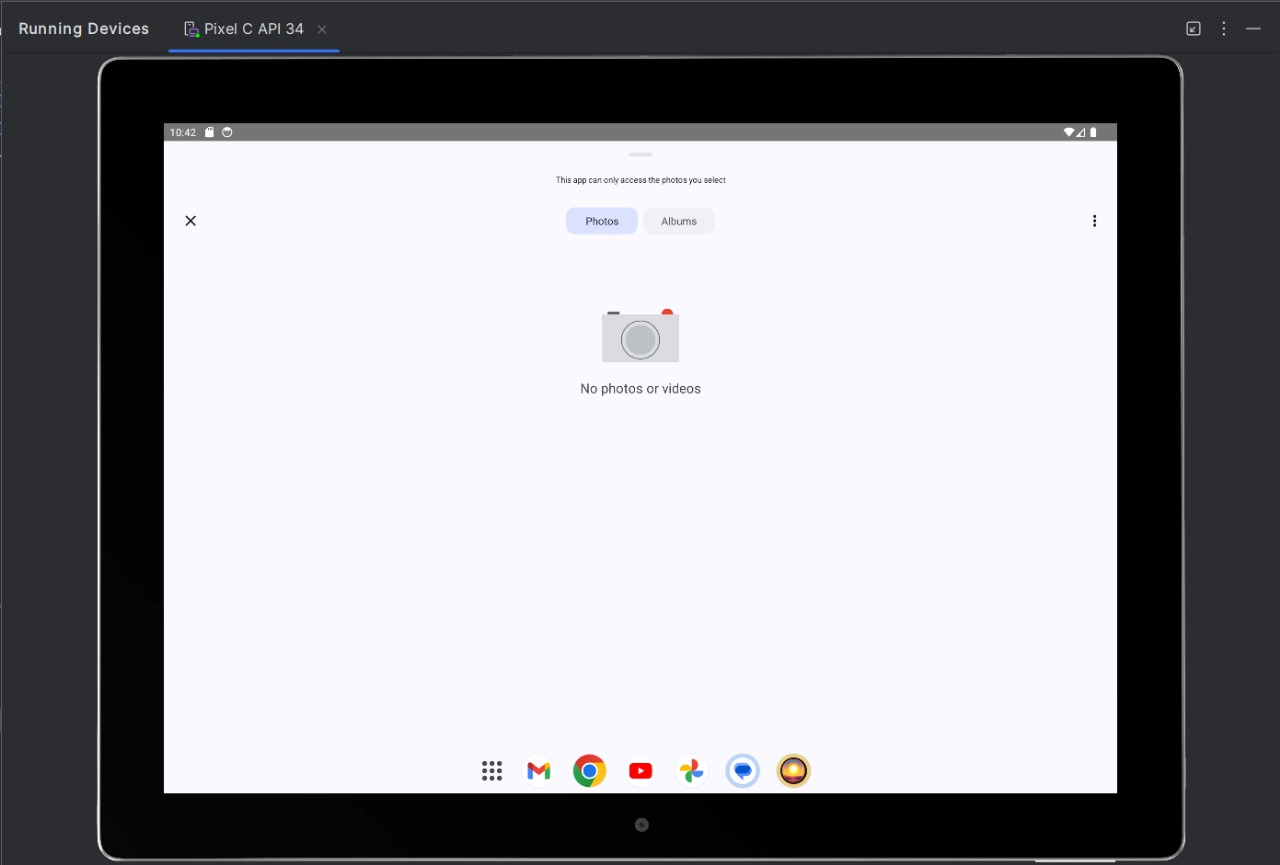 Running Devices
Pixel C API 34
10:42
This app can only access the photos you select
Photos
Albums
No photos or videos